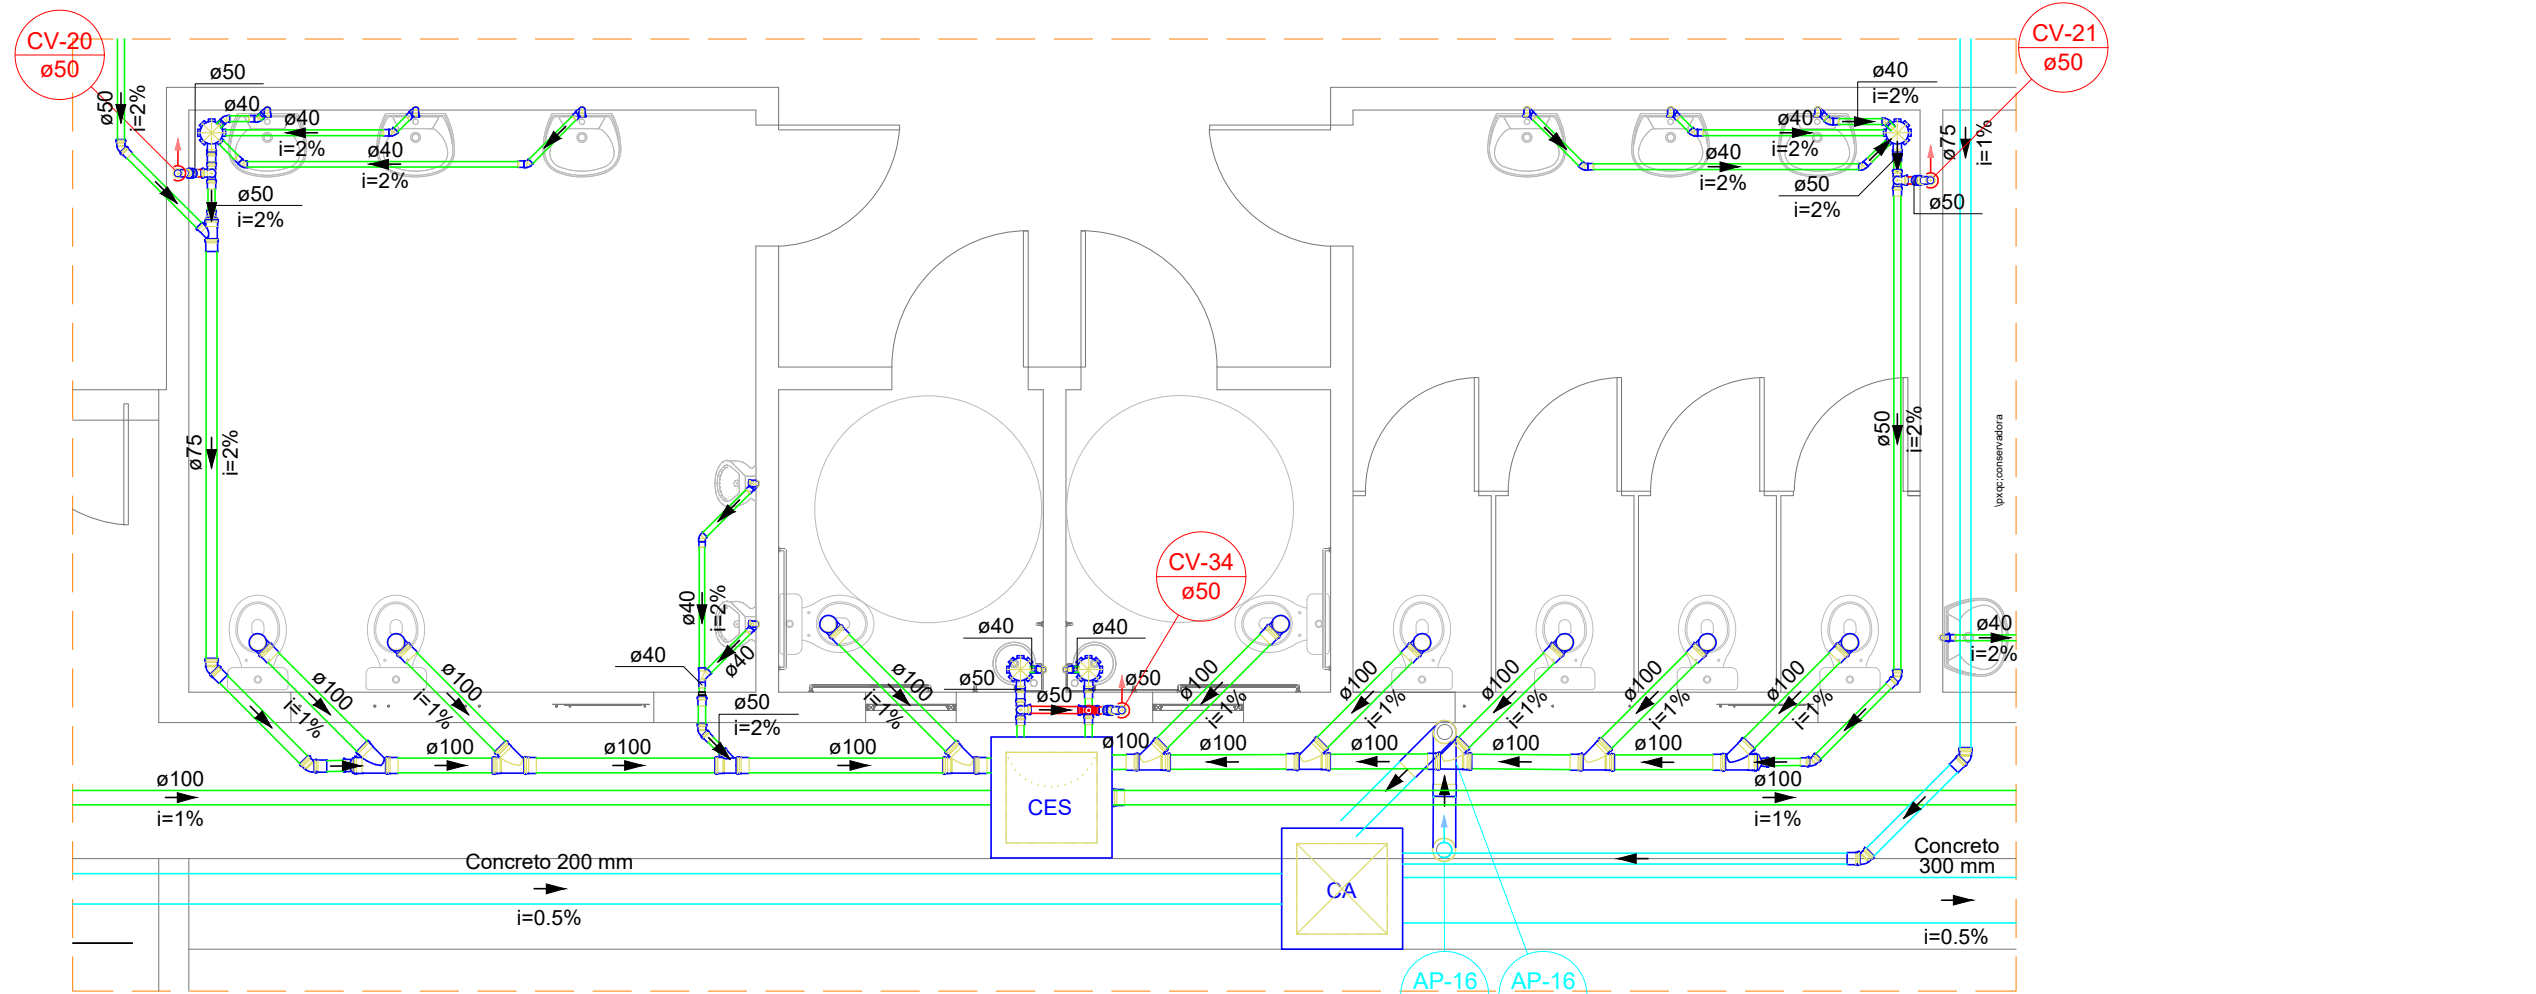 CV-20
ø50
ø50
i=2%
ø50
ø40
ø40
i=2%
ø40
i=2%
ø50
i=2%
ø40
i=2%
ø40
i=2%
ø40
i=2%
ø50
i=2%
CV-21
ø50
ø75
i=1%
ø50
ø75
i=2%
ø50
i=2%
\pxqc;conservadora
CV-34
ø50
ø40
i=2%
ø40
ø40
ø50
i=2%
ø40
ø40
ø50
ø50
ø50
ø100
i=1%
ø100
i=1%
ø100
i=1%
ø100
i=1%
ø100
i=1%
ø100
i=1%
ø100
i=1%
ø100
i=1%
ø40
i=2%
ø100
ø100
ø100
ø100
ø100
ø100
ø100
ø100
ø100
i=1%
CES
ø100
i=1%
Concreto 200 mm
i=0.5%
CA
Concreto
300 mm
i=0.5%
AP-16
AP-16